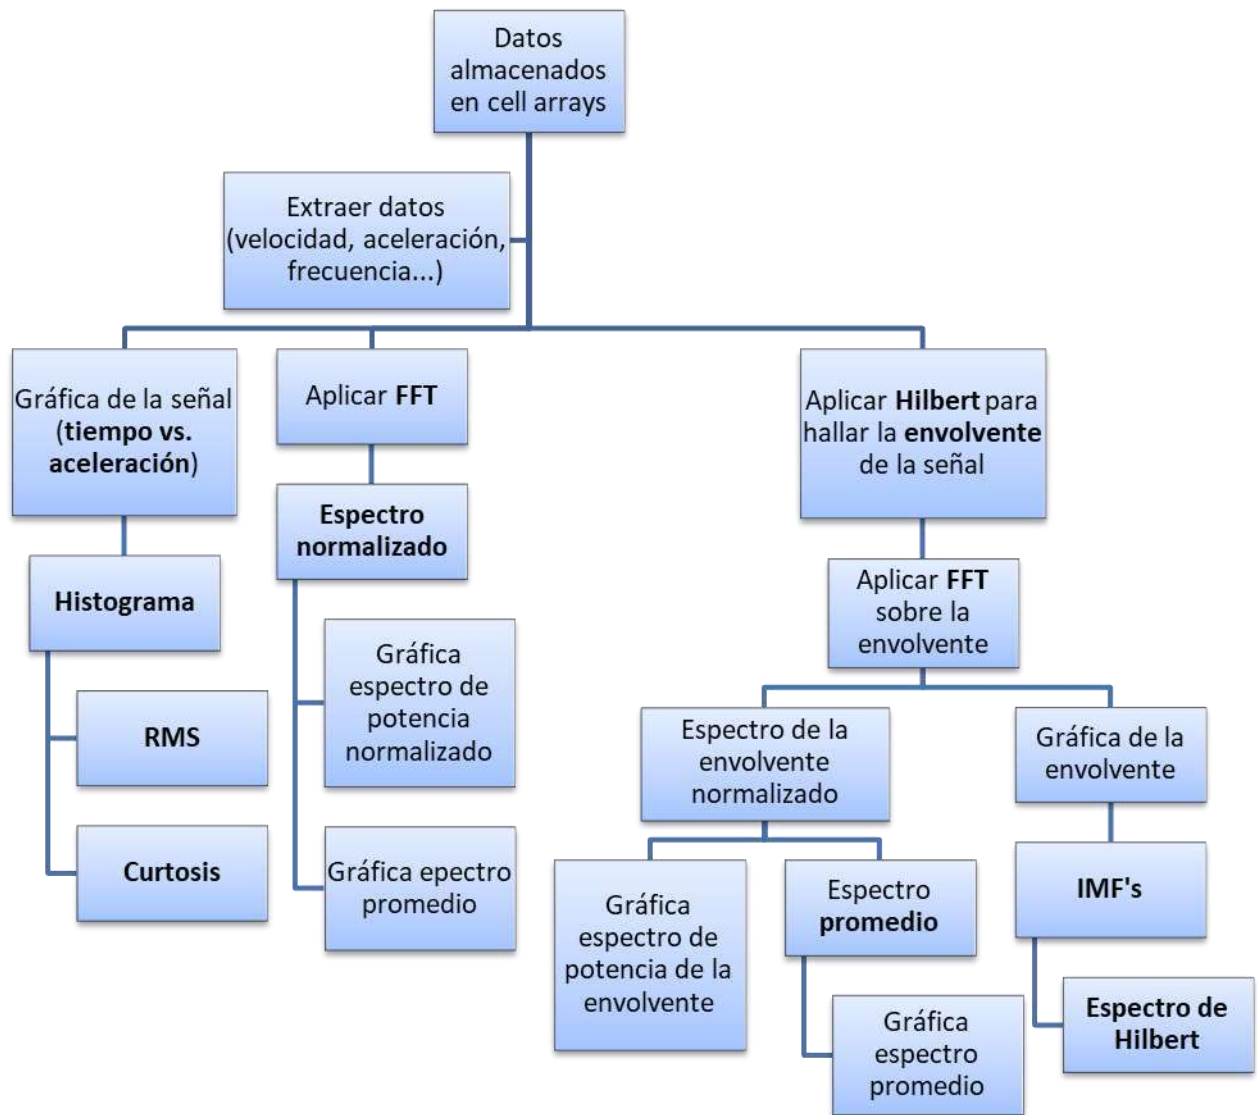 Datos
almacenados
en cell arrays
Extraer datos
(velocidad, aceleración,
frecuencia...)
Gráfica de la señal
(tiempo vs.
aceleración)
Histograma
RMS
Curtosis
Aplicar FFT
Espectro
normalizado
Gráfica
espectro de
potencia
normalizado
Gráfica epectro
promedio
Aplicar Hilbert para
hallar la envolvente
de la señal
Aplicar FFT
sobre la
envolvente
Espectro de la
envolvente
normalizado
Gráfica
espectro de
potencia de la
envolvente
Espectro
promedio
Gráfica
espectro
promedio
Gráfica de la
envolvente
IMF's
Espectro de
Hilbert